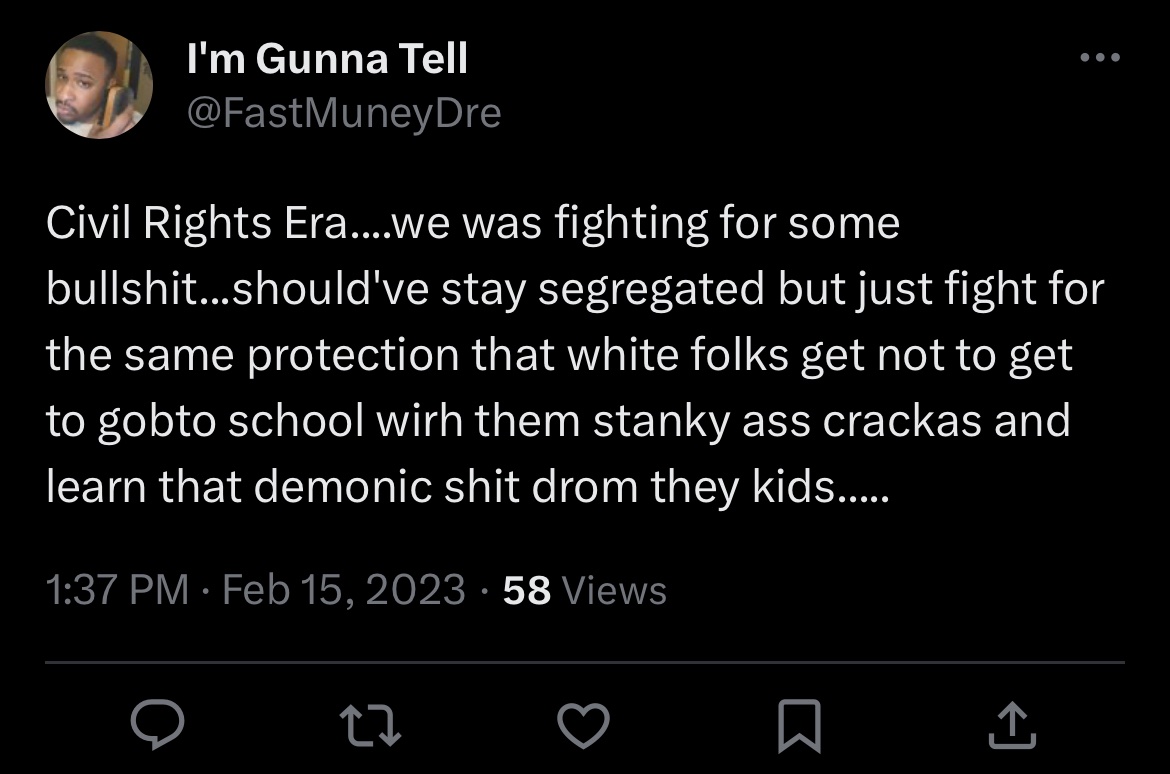 I'm Gunna Tell
@FastMuneyDre
Civil Rights Era....we was fighting for some
bullshit...should've stay segregated but just fight for
the same protection that white folks get not to get
to gobto school wirh them stanky ass crackas and
learn that demonic shit drom they kids.....
1:37 PM · Feb 15, 2023 · 58 Views